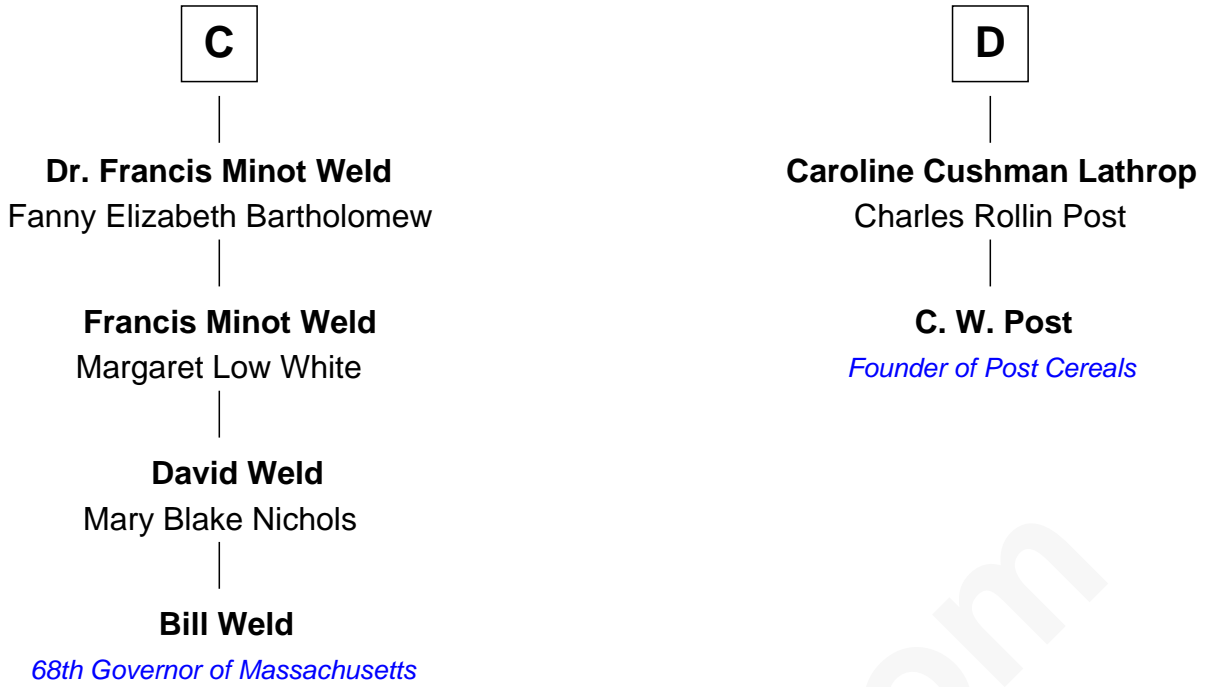 C
Dr. Francis Minot Weld
Fanny Elizabeth Bartholomew
Francis Minot Weld
Margaret Low White
David Weld
Mary Blake Nichols
Bill Weld
68th Governor of Massachusetts
D
Caroline Cushman Lathrop
Charles Rollin Post
C. W. Post
Founder of Post Cereals
om